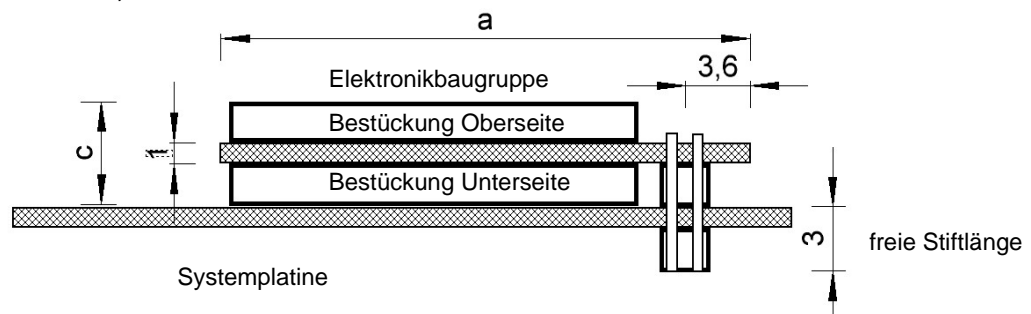 a
3,6
Elektronikbaugruppe
Bestückung Oberseite
c
1
Bestückung Unterseite
3
freie Stiftlänge
Systemplatine